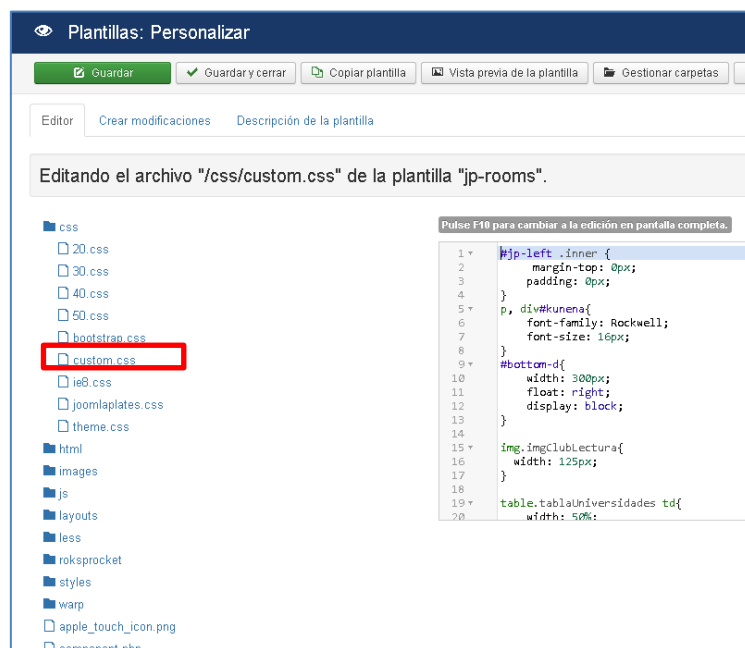 Plantillas: Personalizar
Guardar
Guardar y cerrar
Copiar plantilla
Vista previa de la plantilla
Gestionar carpetas
Editor
Crear modificaciones
Descripción de la plantilla
Editando el archivo "/css/custom.css" de la plantilla "jp-rooms".
css
20.css
30.css
40.css
50.css
bootstrap.css
custom.css
ie8.css
joomlaplates.css
theme.css
html
images
js
layouts
less
roksprocket
styles
warp
apple_touch_icon.png
component.php
Pulse F10 para cambiar a la edición en pantalla completa.
1 #jp-left .inner {
2 margin-top: 0px;
3 padding: 0px;
4 }
5 p, div#kunena{
6 font-family: Rockwell;
7 font-size: 16px;
8 }
9 #bottom-d{
10 width: 300px;
11 float: right;
12 display: block;
13 }
14
15 img.imgClubLectura{
16 width: 125px;
17 }
18
19 table.tablaUniversidades td{
20 width: 50%;